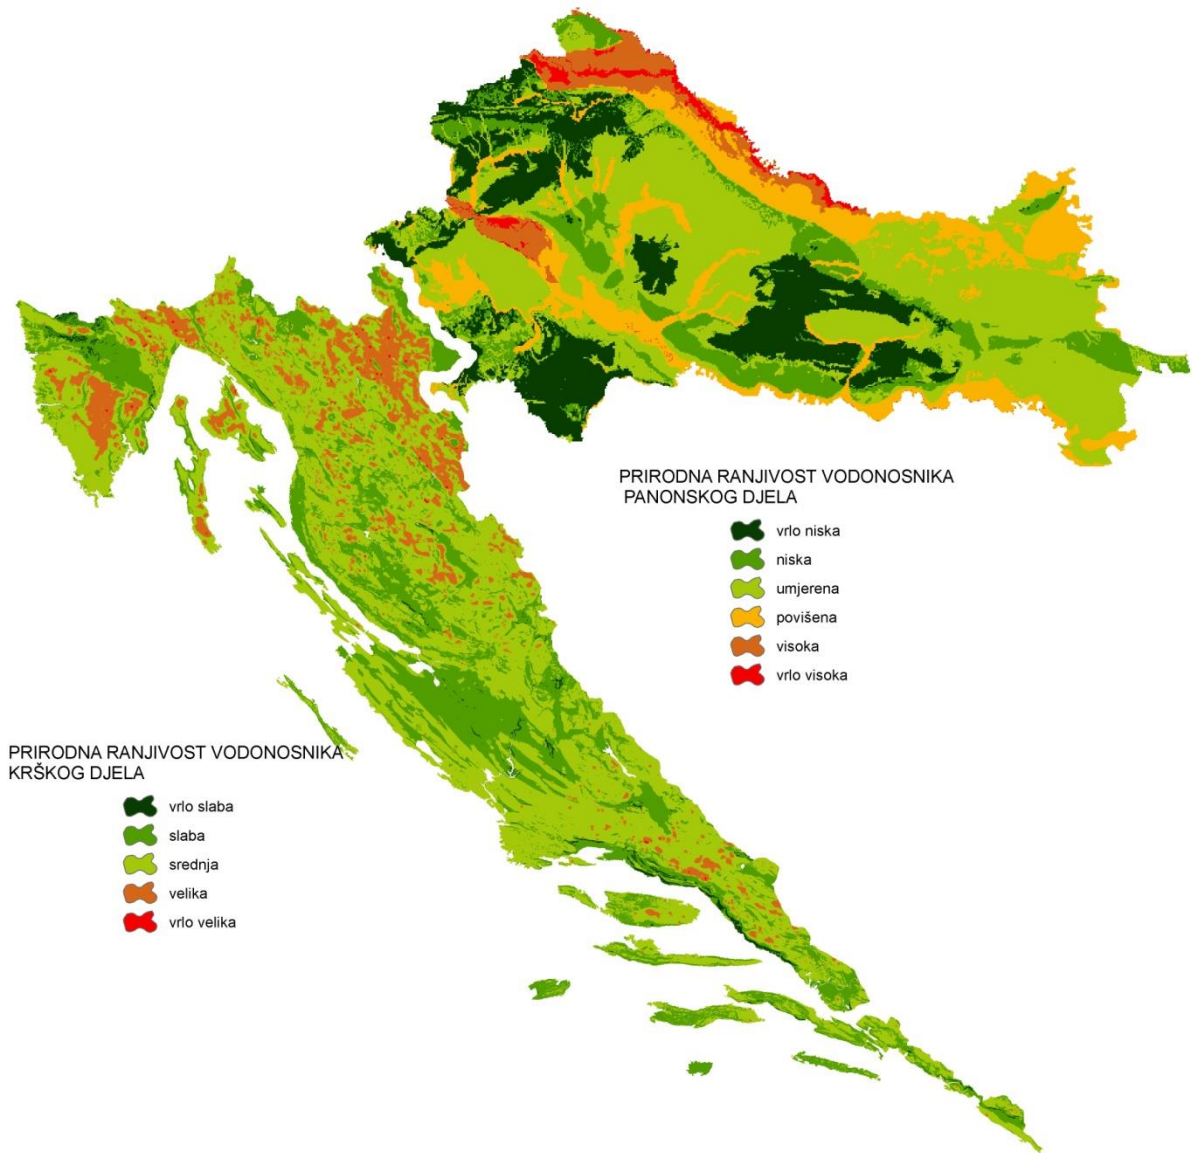 PRIRODNA RANJIVOST VODONOSNIKA
PANONSKOG DJELA
vrlo niska
niska
umjerena
povišena
visoka
vrlo visoka
PRIRODNA RANJIVOST VODONOSNIKA
KRŠKOG DJELA
vrlo slaba
slaba
srednja
velika
vrlo velika